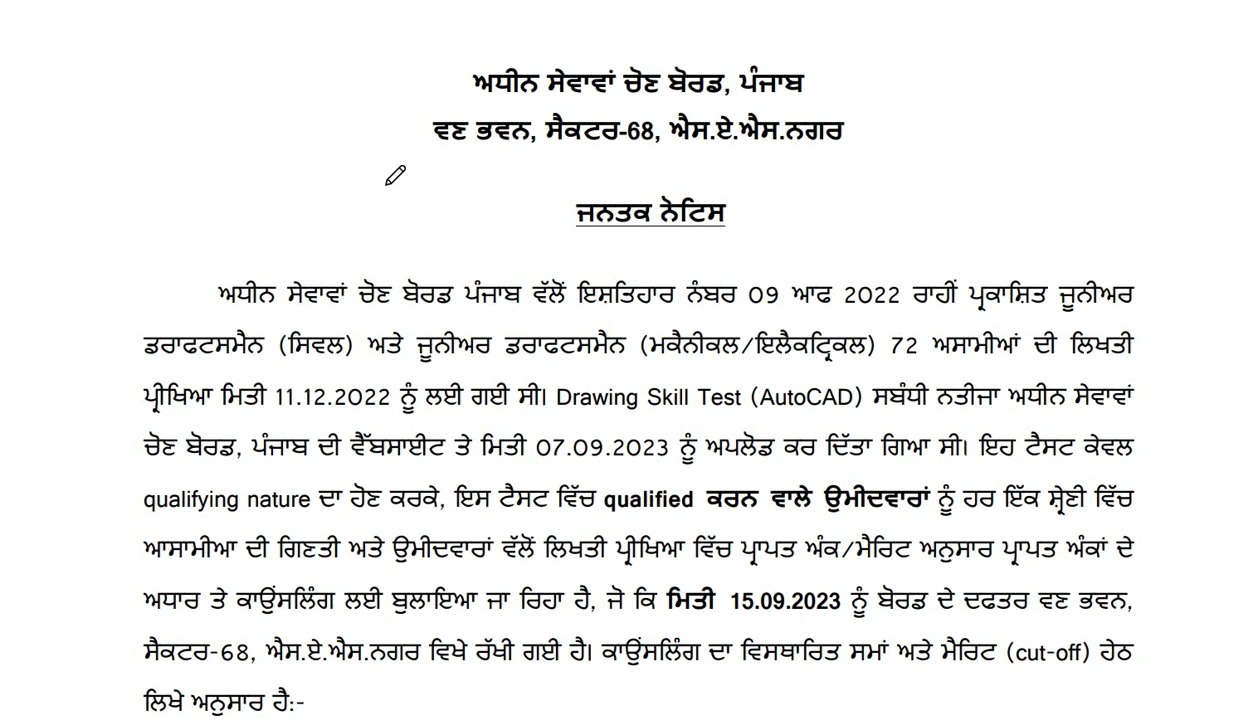 ਅਧੀਨ ਸੇਵਾਵਾਂ ਚੋਣ ਬੋਰਡ, ਪੰਜਾਬ
ਵਣ ਭਵਨ, ਸੈਕਟਰ-68, ਐਸ.ਏ.ਐਸ.ਨਗਰ
ਜਨਤਕ ਨੋਟਿਸ
ਅਧੀਨ ਸੇਵਾਵਾਂ ਚੋਣ ਬੋਰਡ ਪੰਜਾਬ ਵੱਲੋਂ ਇਸ਼ਤਿਹਾਰ ਨੰਬਰ 09 ਆਫ 2022 ਰਾਹੀਂ ਪ੍ਰਕਾਸ਼ਿਤ ਜੂਨੀਅਰ
ਡਰਾਫਟਸਮੈਨ (ਸਿਵਲ) ਅਤੇ ਜੂਨੀਅਰ ਡਰਾਫਟਸਮੈਨ (ਮਕੈਨੀਕਲ/ਇਲੈਕਟ੍ਰਿਕਲ) 72 ਅਸਾਮੀਆਂ ਦੀ ਲਿਖਤੀ
ਪ੍ਰੀਖਿਆ ਮਿਤੀ 11.12.2022 ਨੂੰ ਲਈ ਗਈ ਸੀ। Drawing Skill Test (AutoCAD) ਸਬੰਧੀ ਨਤੀਜਾ ਅਧੀਨ ਸੇਵਾਵਾਂ
ਚੋਣ ਬੋਰਡ, ਪੰਜਾਬ ਦੀ ਵੈੱਬਸਾਈਟ ਤੇ ਮਿਤੀ 07.09.2023 ਨੂੰ ਅਪਲੋਡ ਕਰ ਦਿੱਤਾ ਗਿਆ ਸੀ। ਇਹ ਟੈਸਟ ਕੇਵਲ
qualifying nature ਦਾ ਹੋਣ ਕਰਕੇ, ਇਸ ਟੈਸਟ ਵਿੱਚ qualified ਕਰਨ ਵਾਲੇ ਉਮੀਦਵਾਰਾਂ ਨੂੰ ਹਰ ਇੱਕ ਸ਼੍ਰੇਣੀ ਵਿੱਚ
ਆਸਾਮੀਆ ਦੀ ਗਿਣਤੀ ਅਤੇ ਉਮੀਦਵਾਰਾਂ ਵੱਲੋਂ ਲਿਖਤੀ ਪ੍ਰੀਖਿਆ ਵਿੱਚ ਪ੍ਰਾਪਤ ਅੰਕ/ਮੈਰਿਟ ਅਨੁਸਾਰ ਪ੍ਰਾਪਤ ਅੰਕਾਂ ਦੇ
ਅਧਾਰ ਤੇ ਕਾਉਂਸਲਿੰਗ ਲਈ ਬੁਲਾਇਆ ਜਾ ਰਿਹਾ ਹੈ, ਜੋ ਕਿ ਮਿਤੀ 15.09.2023 ਨੂੰ ਬੋਰਡ ਦੇ ਦਫਤਰ ਵਣ ਭਵਨ,
ਸੈਕਟਰ-68, ਐਸ.ਏ.ਐਸ.ਨਗਰ ਵਿਖੇ ਰੱਖੀ ਗਈ ਹੈ। ਕਾਉਂਸਲਿੰਗ ਦਾ ਵਿਸਥਾਰਿਤ ਸਮਾਂ ਅਤੇ ਮੈਰਿਟ (cut-off) ਹੇਠ
ਲਿਖੇ ਅਨੁਸਾਰ ਹੈ:-